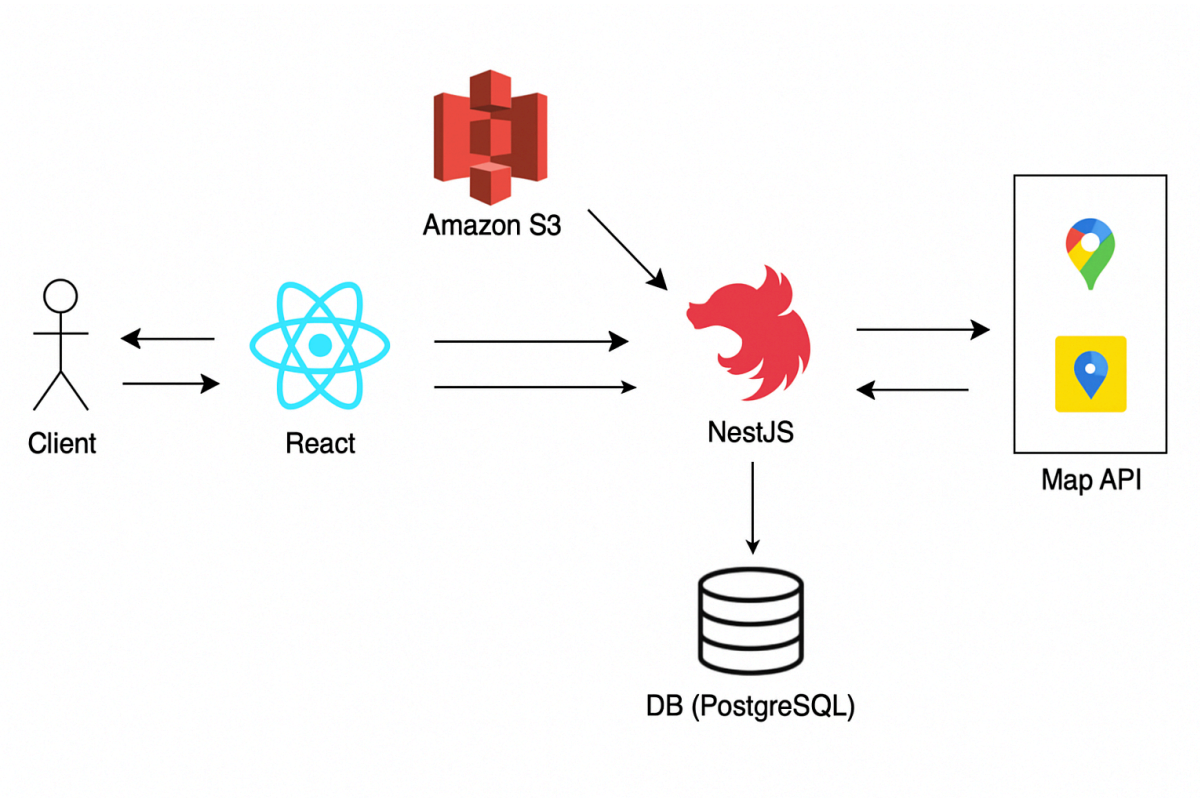 Amazon S3
Client
React
NestJS
Map API
DB (PostgreSQL)